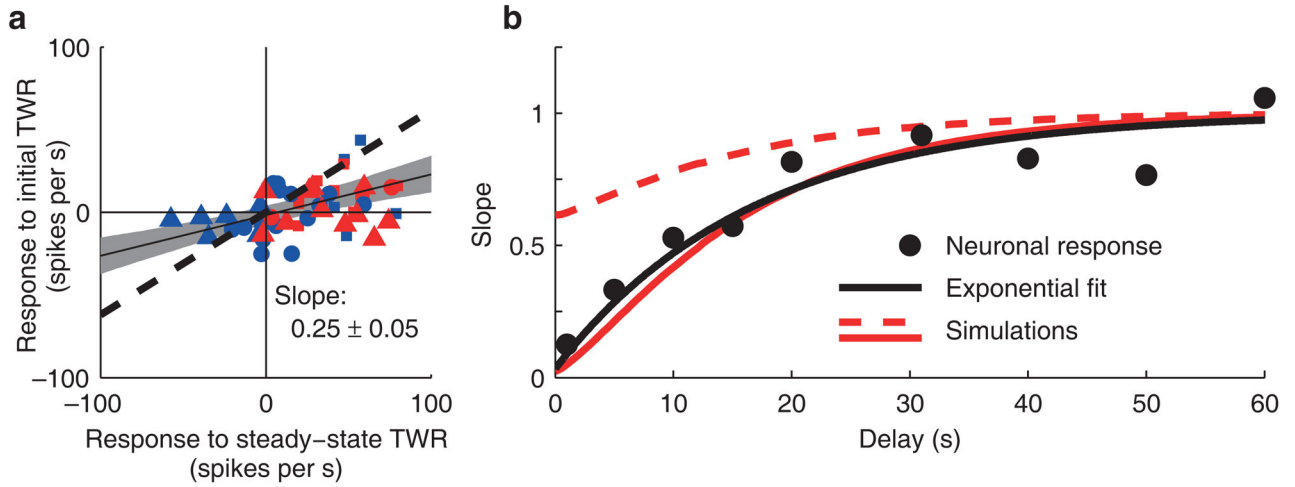 a
100
0
−100
−100
0
100
Response to initial TWR
(spikes per s)
Slope:
0.25 ± 0.05
Response to steady−state TWR
(spikes per s)
b
1
0.5
0
0
10
20
30
40
50
60
Slope
Delay (s)
Neuronal response
Exponential fit
Simulations